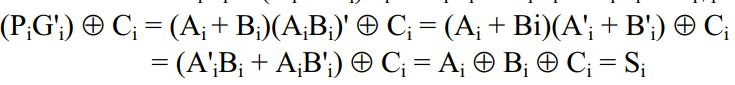 (PᵢG'ᵢ) ⊕ Cᵢ = (Aᵢ + Bᵢ)(AᵢBᵢ)' ⊕ Cᵢ = (Aᵢ + Bi)(A'ᵢ + B'ᵢ) ⊕ Cᵢ
= (A'ᵢBᵢ + AᵢB'ᵢ) ⊕ Cᵢ = Aᵢ ⊕ Bᵢ ⊕ Cᵢ = Sᵢ